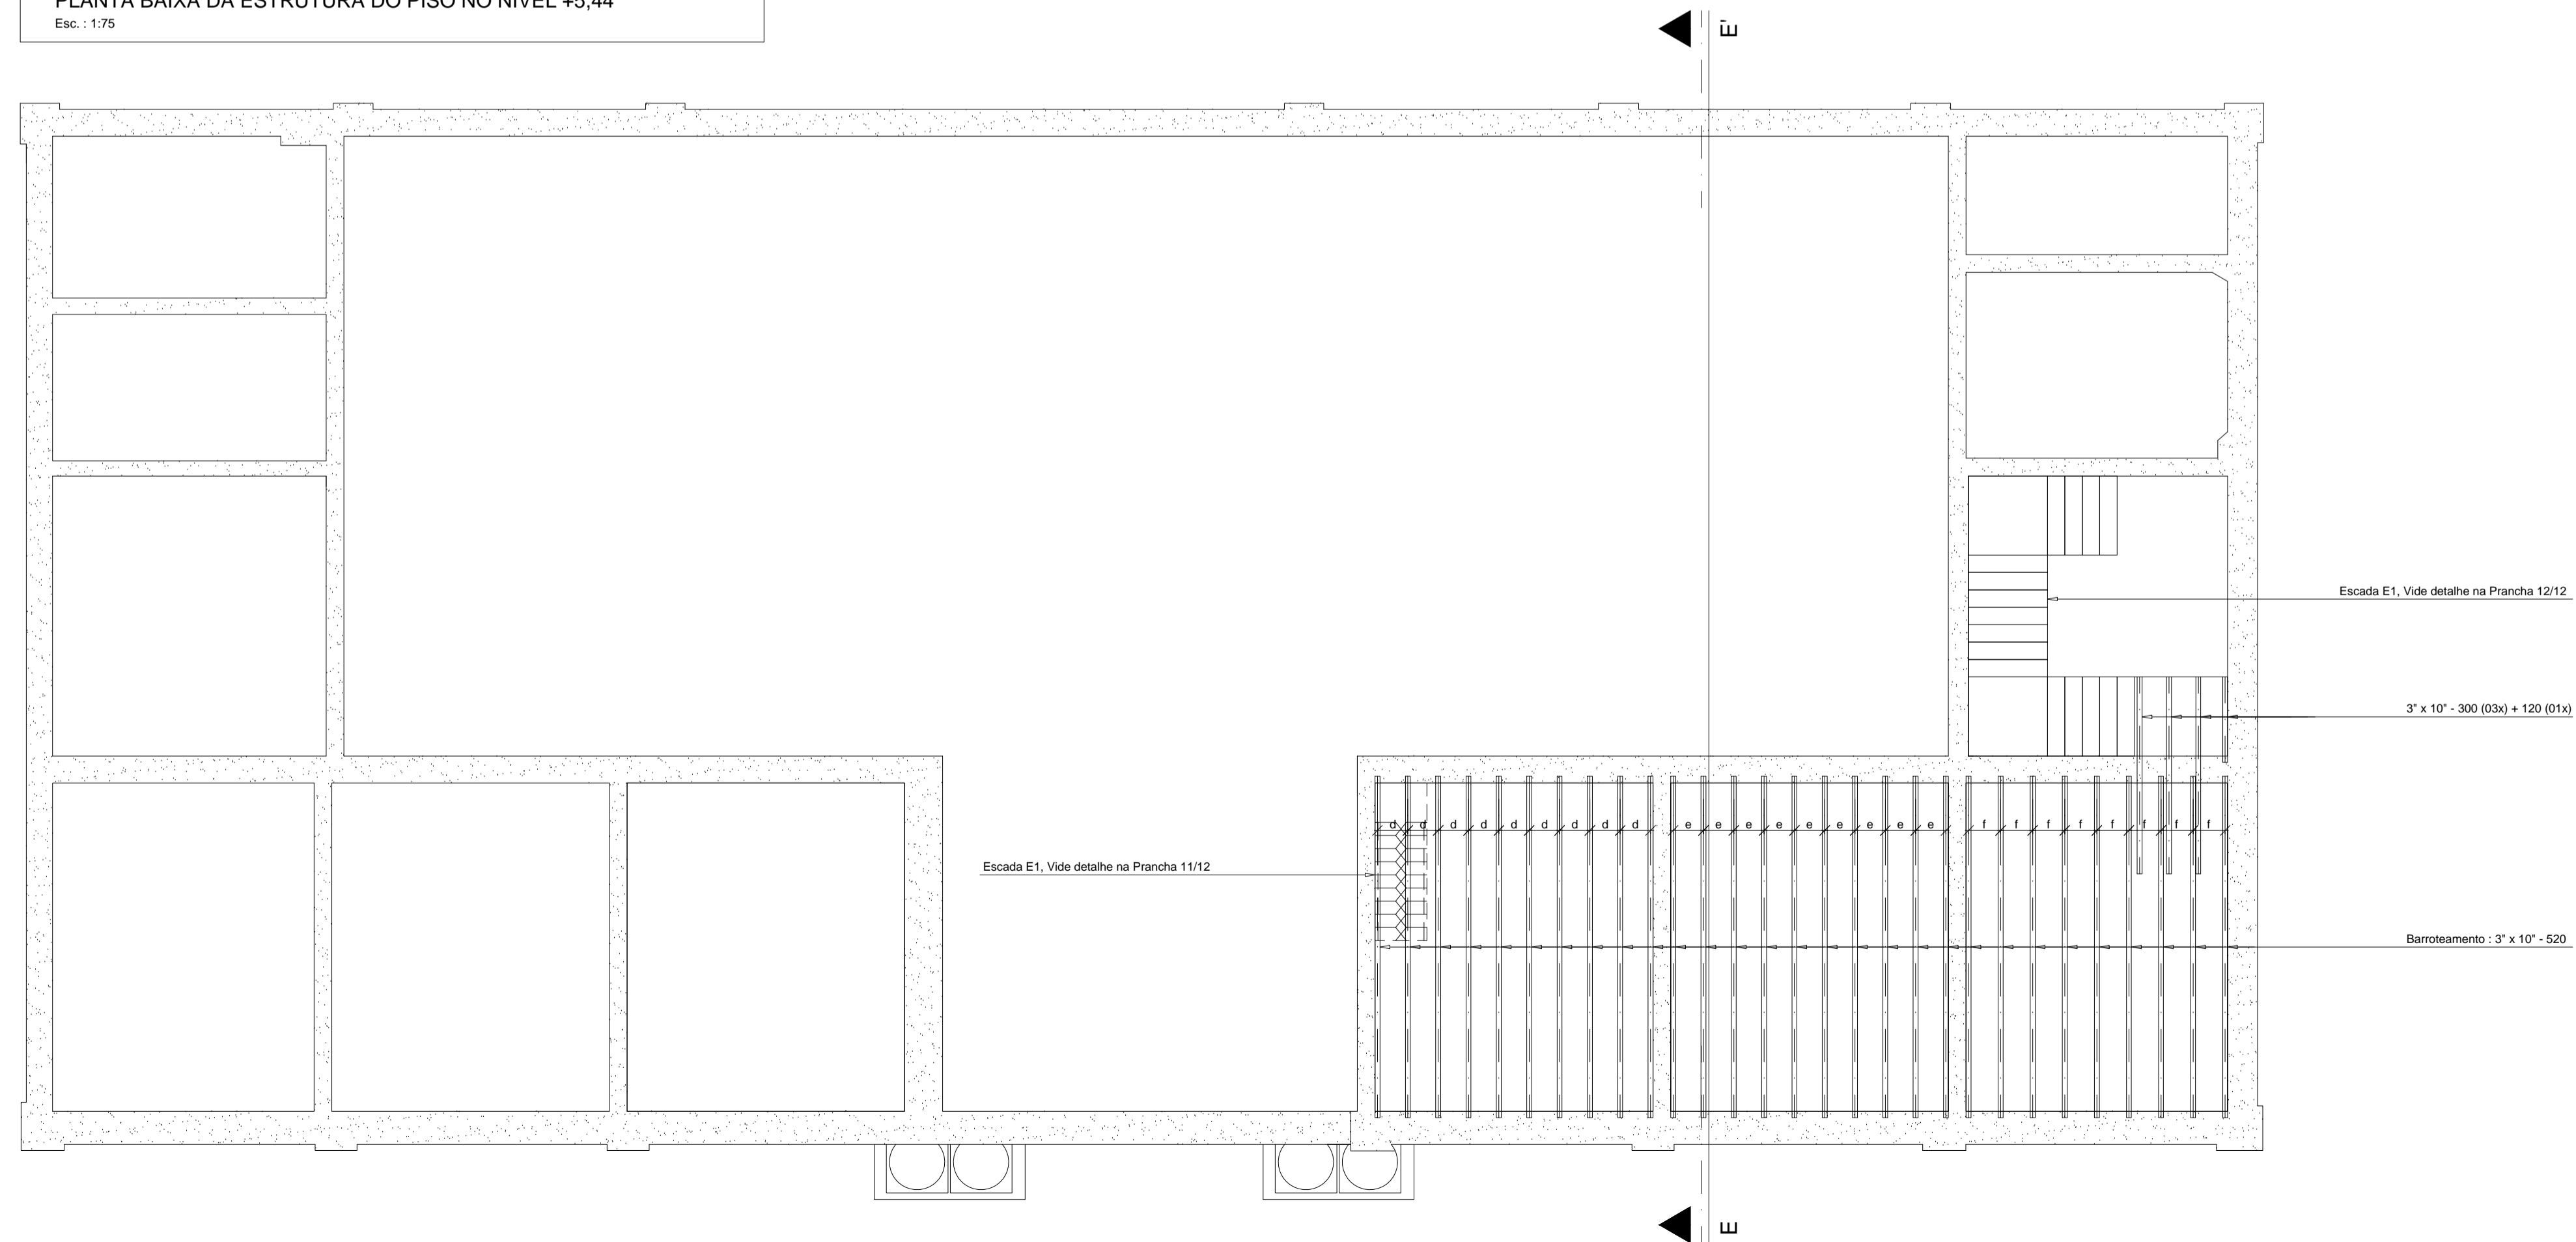 PLANTA BAIXA DA ESTRUTURA DO PISO NO NÍVEL +5,44
Esc. : 1:75
E'
Escada E1, Vide detalhe na Prancha 12/12
3" x 10" - 300 (03x) + 120 (01x)
d d d d d d d d d e e e e e e e e e f f f f f f f f
Escada E1, Vide detalhe na Prancha 11/12
Barroteamento : 3" x 10" - 520
E